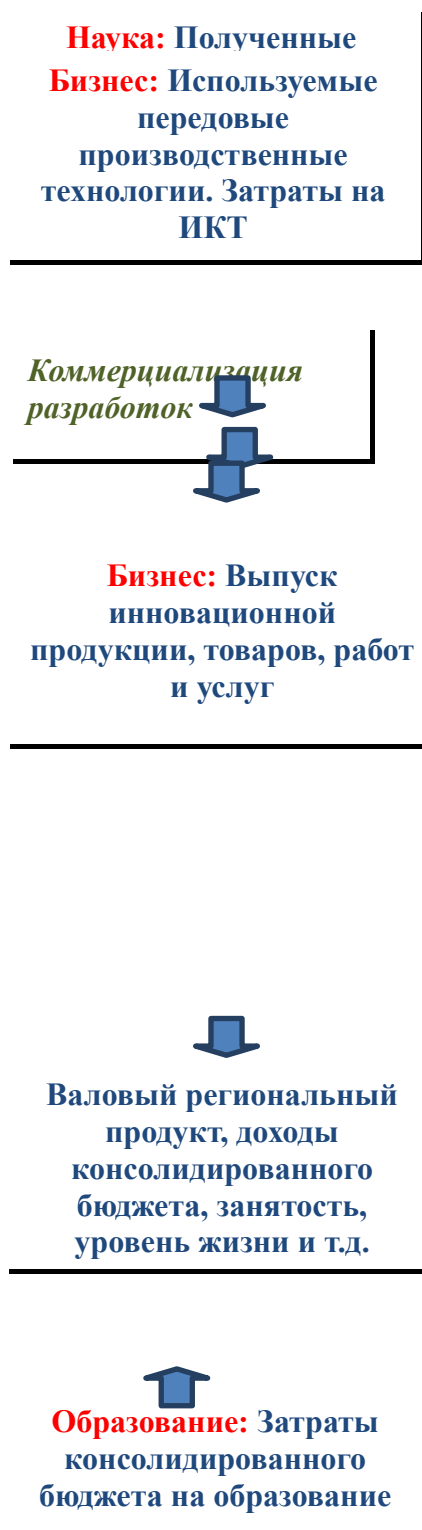 Наука: Полученные
Бизнес: Используемые
передовые
производственные
технологии. Затраты на
ИКТ
Коммерциализация
разработок
Бизнес: Выпуск
инновационной
продукции, товаров, работ
и услуг
Валовый региональный
продукт, доходы
консолидированного
бюджета, занятость,
уровень жизни и т.д.
Образование: Затраты
консолидированного
бюджета на образование